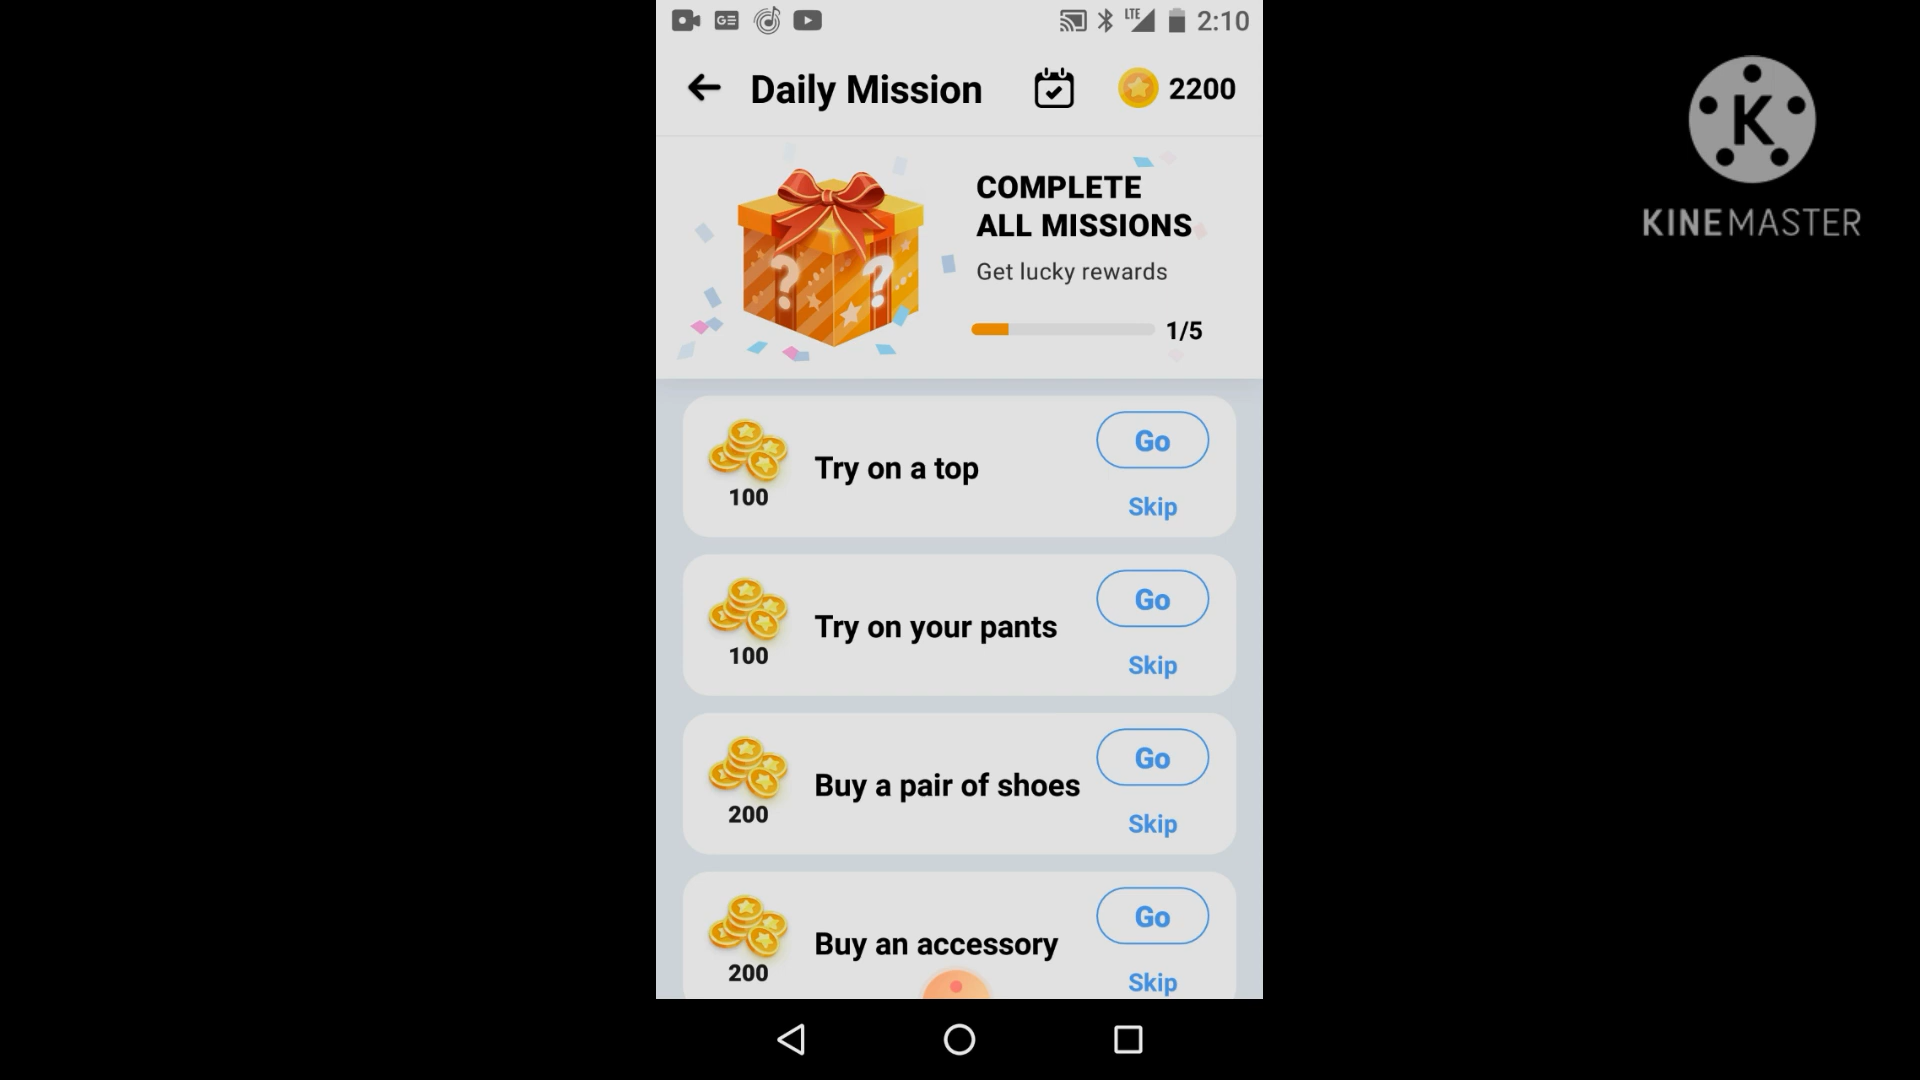 GE
LTE
2:10
Daily Mission
2200
COMPLETE
ALL MISSIONS
Get lucky rewards
1/5
? ?
100
Try on a top
Go
Skip
100
Try on your pants
Go
Skip
200
Buy a pair of shoes
Go
Skip
200
Buy an accessory
Go
Skip
K
KINEMASTER